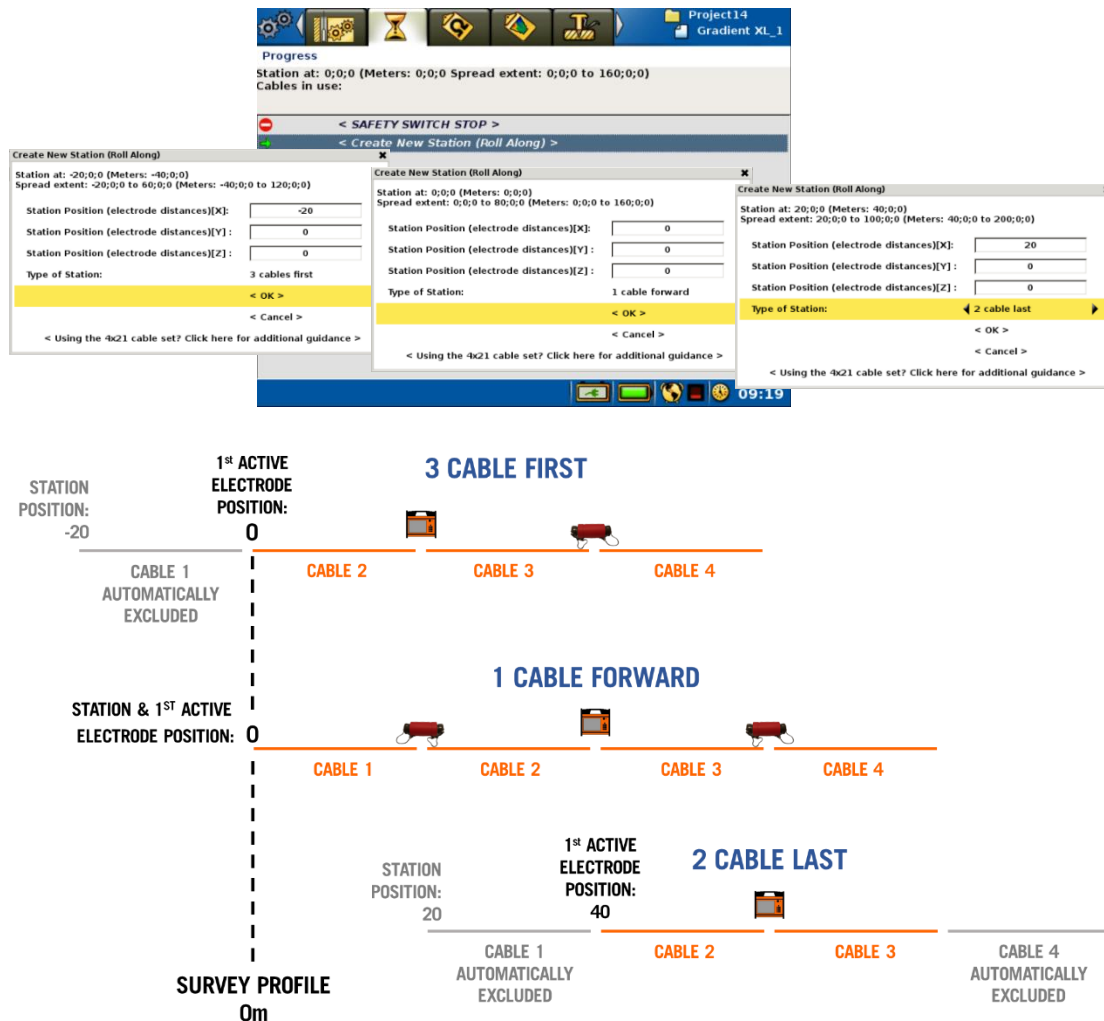 Project14
Gradient XL_1
Progress
Station at: 0;0;0 (Meters: 0;0;0 Spread extent: 0;0;0 to 160;0;0)
Cables in use:
< SAFETY SWITCH STOP >
< Create New Station (Roll Along) >
Create New Station (Roll Along)
Station at: -20;0;0 (Meters: -40;0;0)
Spread extent: -20;0;0 to 60;0;0 (Meters: -40;0;0 to 120;0;0)
Station Position (electrode distances)[X]: -20
Station Position (electrode distances)[Y] : 0
Station Position (electrode distances)[Z] : 0
Type of Station: 3 cables first
< OK >
< Cancel >
< Using the 4x21 cable set? Click here for additional guidance >
Create New Station (Roll Along)
Station at: 0;0;0 (Meters: 0;0;0)
Spread extent: 0;0;0 to 80;0;0 (Meters: 0;0;0 to 160;0;0)
Station Position (electrode distances)[X]: 0
Station Position (electrode distances)[Y] : 0
Station Position (electrode distances)[Z] : 0
Type of Station: 1 cable forward
< OK >
< Cancel >
< Using the 4x21 cable set? Click here for additional guidance >
Create New Station (Roll Along)
Station at: 20;0;0 (Meters: 40;0;0)
Spread extent: 20;0;0 to 100;0;0 (Meters: 40;0;0 to 200;0;0)
Station Position (electrode distances)[X]: 20
Station Position (electrode distances)[Y] : 0
Station Position (electrode distances)[Z] : 0
Type of Station: 2 cable last
< OK >
< Cancel >
< Using the 4x21 cable set? Click here for additional guidance >
09:19
3 CABLE FIRST
STATION
POSITION:
-20
1st ACTIVE
ELECTRODE
POSITION:
0
CABLE 1
AUTOMATICALLY
EXCLUDED
CABLE 2
CABLE 3
CABLE 4
1 CABLE FORWARD
STATION & 1ST ACTIVE
ELECTRODE POSITION: 0
CABLE 1
CABLE 2
CABLE 3
CABLE 4
2 CABLE LAST
STATION
POSITION:
20
1st ACTIVE
ELECTRODE
POSITION:
40
CABLE 1
AUTOMATICALLY
EXCLUDED
CABLE 2
CABLE 3
CABLE 4
AUTOMATICALLY
EXCLUDED
SURVEY PROFILE
0m